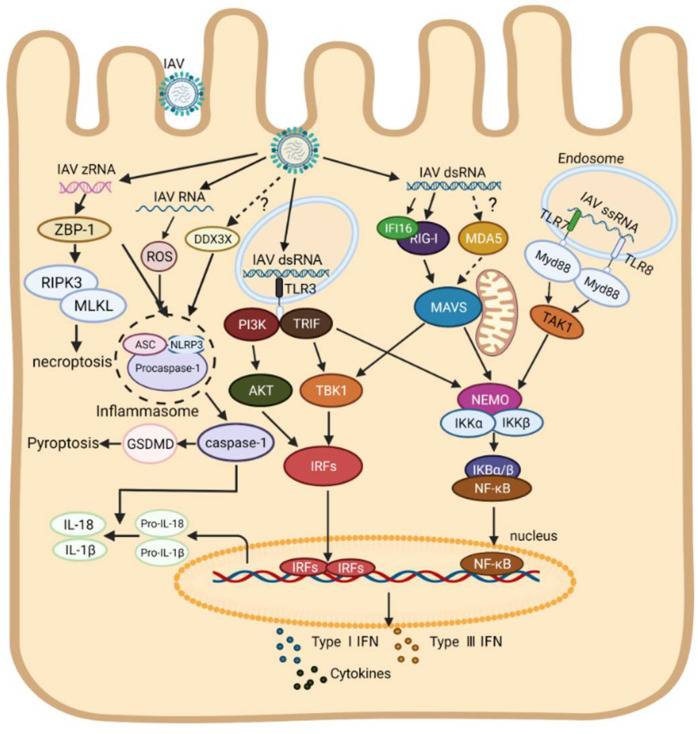 IAV
Endosome
IAV zRNA
IAV dsRNA
IAV RNA
?
?
IAV ssRNA
TLR7
ZBP-1
DDX3X
IFI16
RIG-I
MDA5
ROS
IAV dsRNA
Myd88
TLR8
RIPK3
TLR3
Myd88
MLKL
MAVS
PI3K
TRIF
TAK1
ASC
NLRP3
necroptosis
Procaspase-1
AKT
TBK1
NEMO
Inflammasome
IKKα
IKKβ
Pyroptosis
GSDMD
caspase-1
IRFs
IKBα/β
NF-κB
IL-18
Pro-IL-18
nucleus
IL-1β
Pro-IL-1β
IRFs
IRFs
NF-κB
Type I IFN
Type III IFN
Cytokines